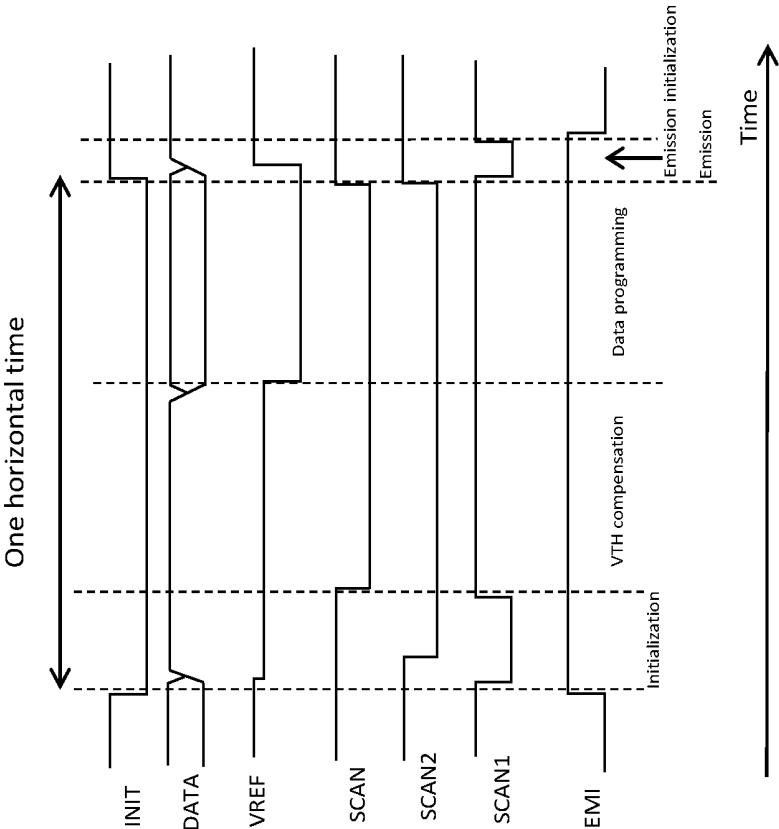 One horizontal time
INIT
DATA
VREF
SCAN
SCAN2
SCAN1
EMI
Initialization
VTH compensation
Data programming
Emission initialization
Emission
Time